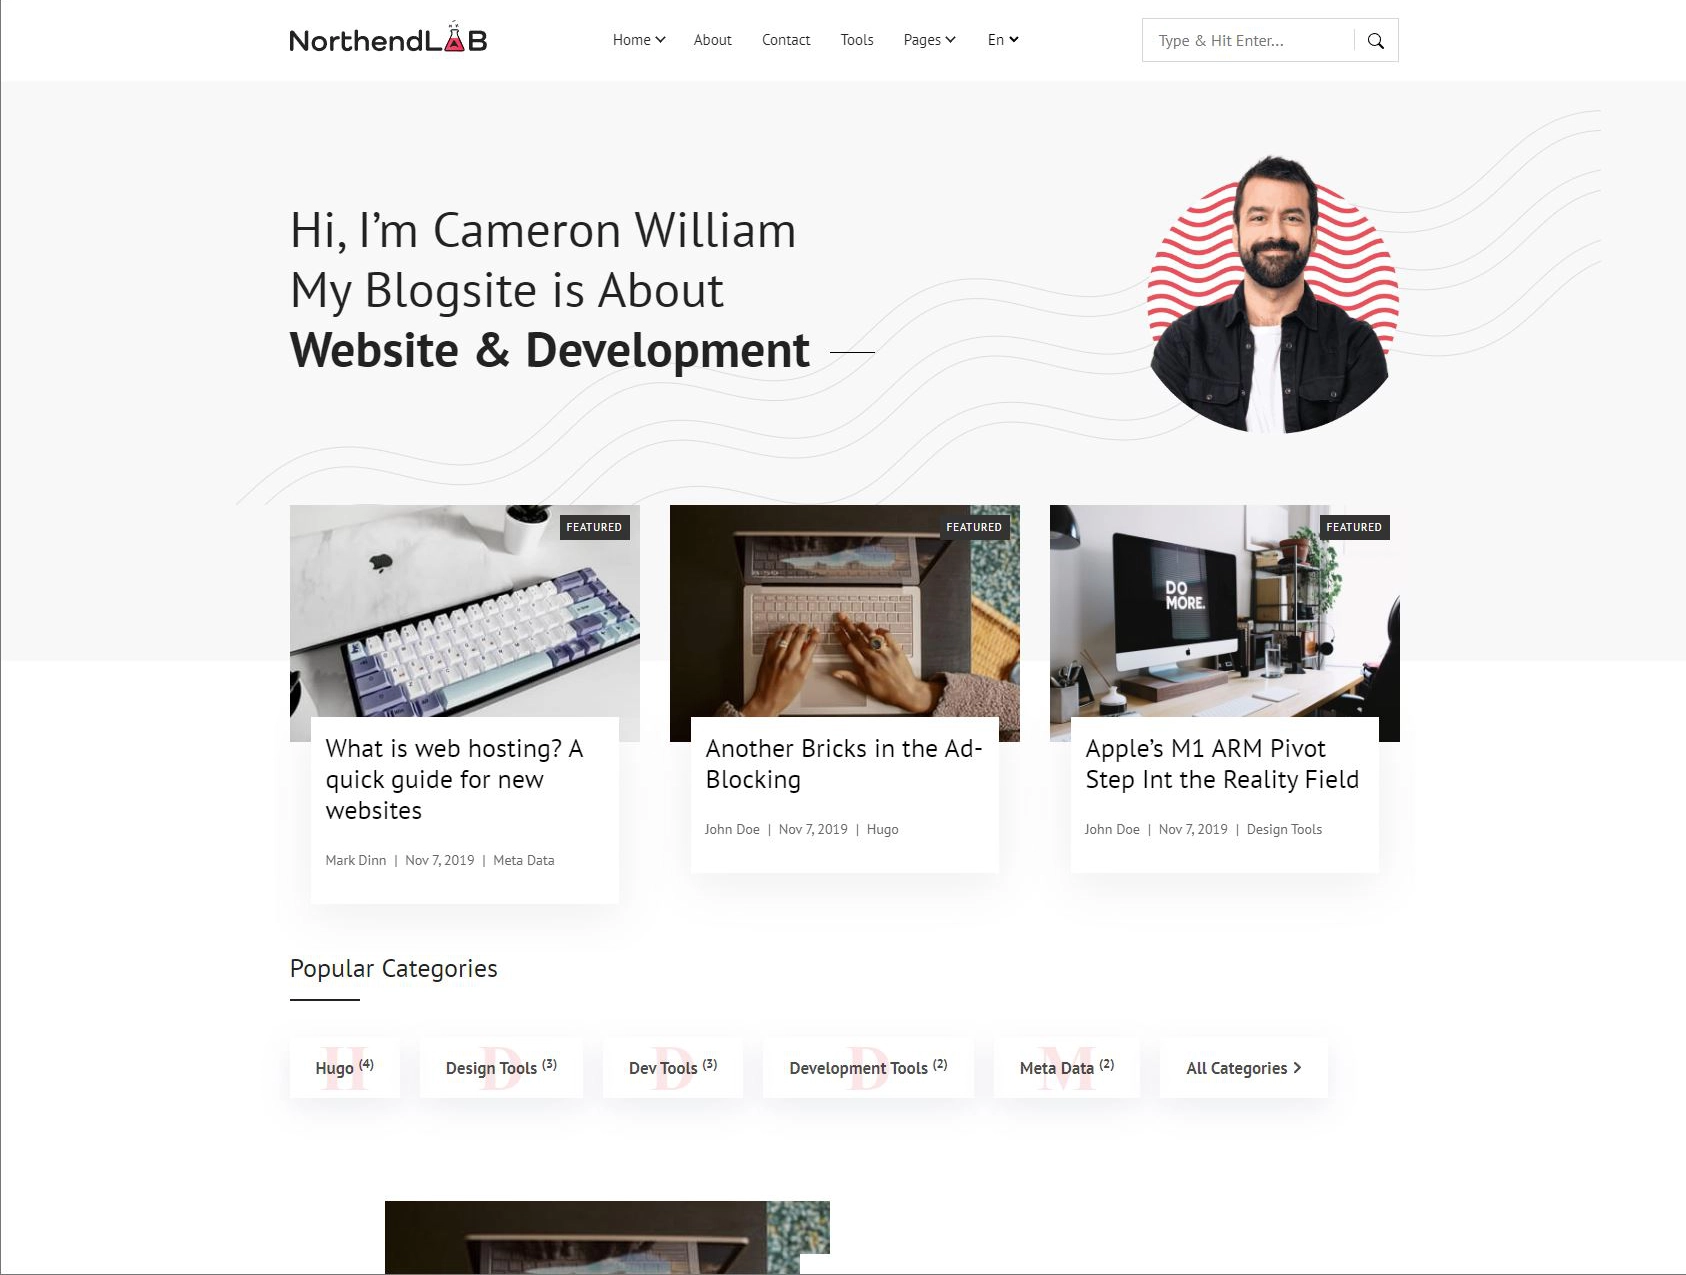 NorthendLAB
Home
About
Contact
Tools
Pages
En
Type & Hit Enter...
Hi, I’m Cameron William
My Blogsite is About
Website & Development
FEATURED
FEATURED
FEATURED
DO
MORE.
What is web hosting? A
quick guide for new
websites
Mark Dinn | Nov 7, 2019 | Meta Data
Another Bricks in the Ad-
Blocking
John Doe | Nov 7, 2019 | Hugo
Apple’s M1 ARM Pivot
Step Int the Reality Field
John Doe | Nov 7, 2019 | Design Tools
Popular Categories
H
Hugo (4)
D
Design Tools (3)
D
Dev Tools (3)
D
Development Tools (2)
M
Meta Data (2)
All Categories